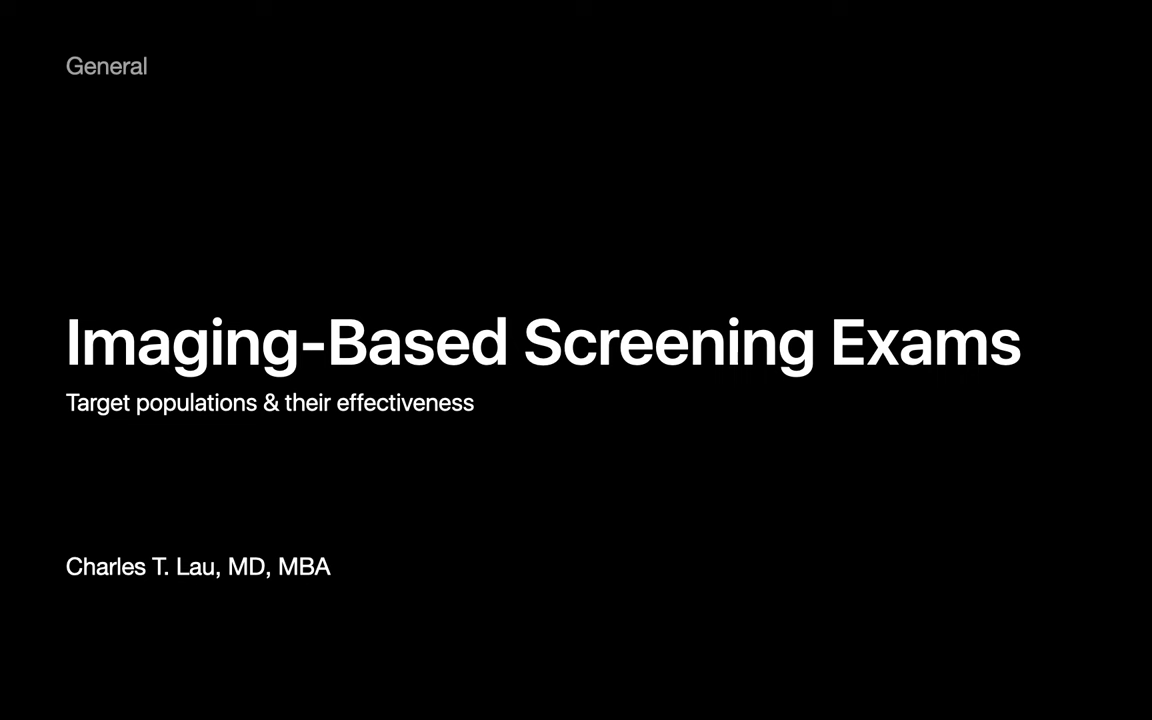 General
Imaging-Based Screening Exams
Target populations & their effectiveness
Charles T. Lau, MD, MBA